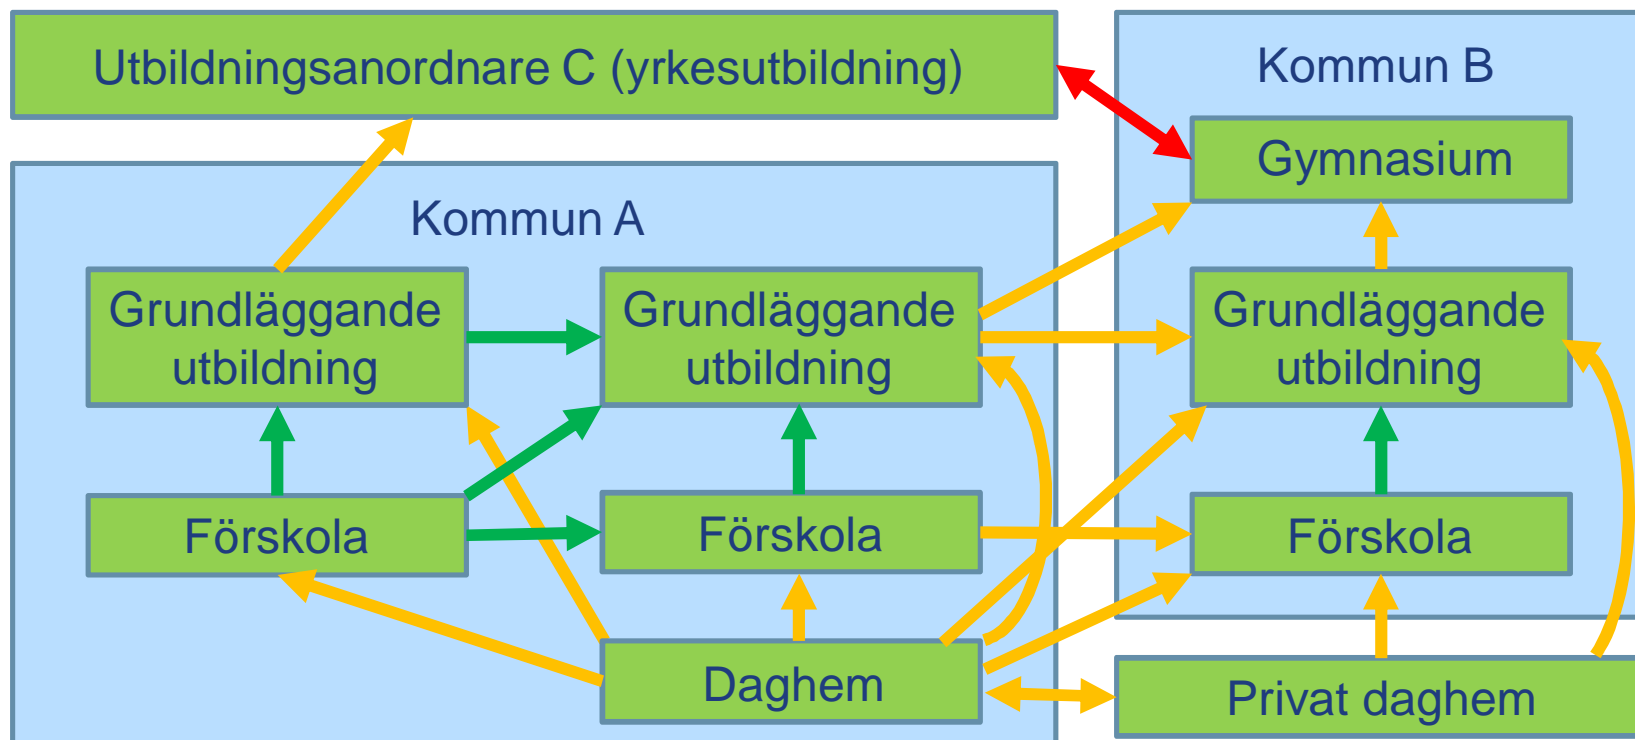 Utbildningsanordnare C (yrkesutbildning)
Kommun B
Gymnasium
Kommun A
Grundläggande
utbildning
Grundläggande
utbildning
Grundläggande
utbildning
Förskola
Förskola
Förskola
Daghem
Privat daghem